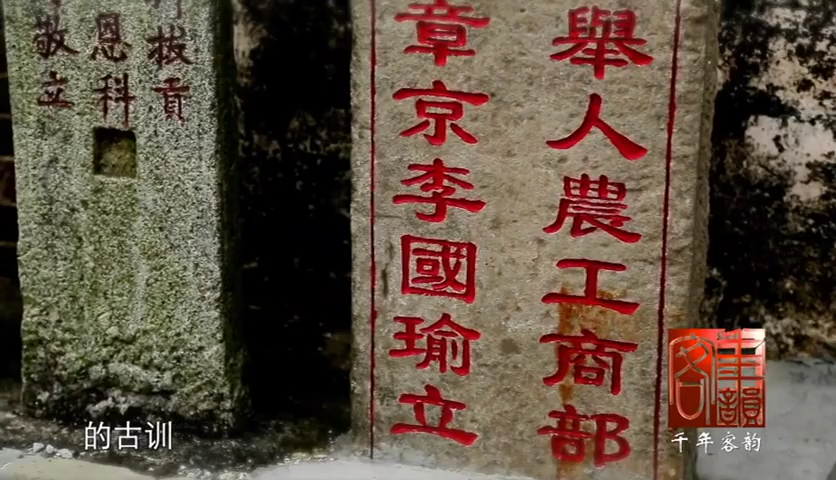 舉人農工商部
章京李國瑜立
拔貢
恩科
敬立
的古训
千年客韵